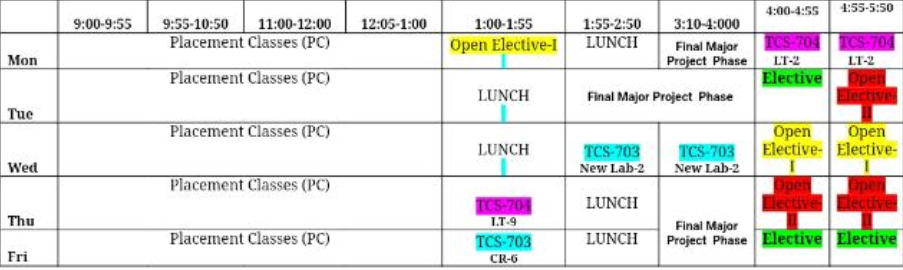 9:00-9:55 9:55-10:50 11:00-12:00 12:05-1:00 1:00-1:55 1:55-2:50 3:10-4:000 4:00-4:55 4:55-5:50
Mon Placement Classes (PC) Open Elective-I LUNCH Final Major Project Phase TCS-704 LT-2 TCS-704 LT-2
Tue Placement Classes (PC) LUNCH Final Major Project Phase Elective Open Elective-II
Wed Placement Classes (PC) LUNCH TCS-703 New Lab-2 TCS-703 New Lab-2 Open Elective-I Open Elective-I
Thu Placement Classes (PC) TCS-704 LT-9 LUNCH Final Major Project Phase Open Elective-II Open Elective-II
Fri Placement Classes (PC) TCS-703 CR-6 LUNCH Elective Elective